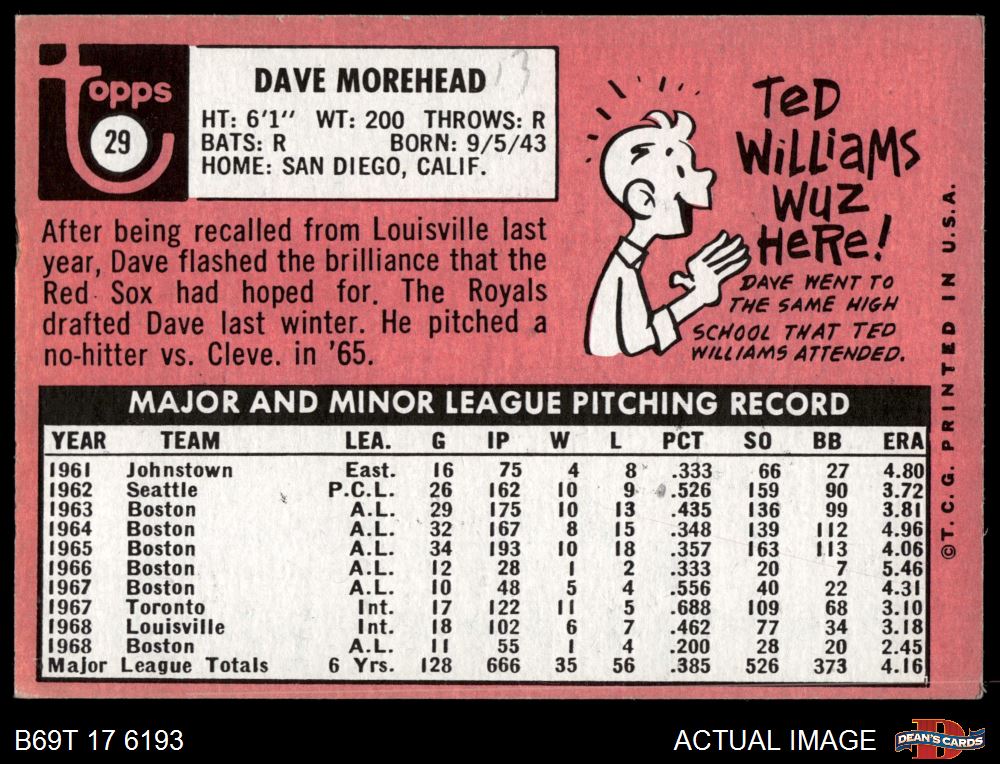 topps
29
DAVE MOREHEAD 13
HT: 6'1" WT: 200 THROWS: R
BATS: R BORN: 9/5/43
HOME: SAN DIEGO, CALIF.
After being recalled from Louisville last
year, Dave flashed the brilliance that the
Red Sox had hoped for. The Royals
drafted Dave last winter. He pitched a
no-hitter vs. Cleve. in '65.
TeD
WiLLiaMS
WUZ
HeRe!
DAVE WENT TO
THE SAME HIGH
SCHOOL THAT TED
WILLIAMS ATTENDED.
MAJOR AND MINOR LEAGUE PITCHING RECORD
YEAR TEAM LEA. G IP W L PCT SO BB ERA
1961 Johnstown East. 16 75 4 8 .333 66 27 4.80
1962 Seattle P.C.L. 26 162 10 9 .526 159 90 3.72
1963 Boston A.L. 29 175 10 13 .435 136 99 3.81
1964 Boston A.L. 32 167 8 15 .348 139 112 4.96
1965 Boston A.L. 34 193 10 18 .357 163 113 4.06
1966 Boston A.L. 12 28 1 2 .333 20 7 5.46
1967 Boston A.L. 10 48 5 4 .556 40 22 4.31
1967 Toronto Int. 17 122 11 5 .688 109 68 3.10
1968 Louisville Int. 18 102 6 7 .462 77 34 3.18
1968 Boston A.L. 11 55 1 4 .200 28 20 2.45
Major League Totals 6 Yrs. 128 666 35 56 .385 526 373 4.16
©T. C. G. PRINTED IN U.S.A.
B69T 17 6193
ACTUAL IMAGE
D
DEAN'S CARDS